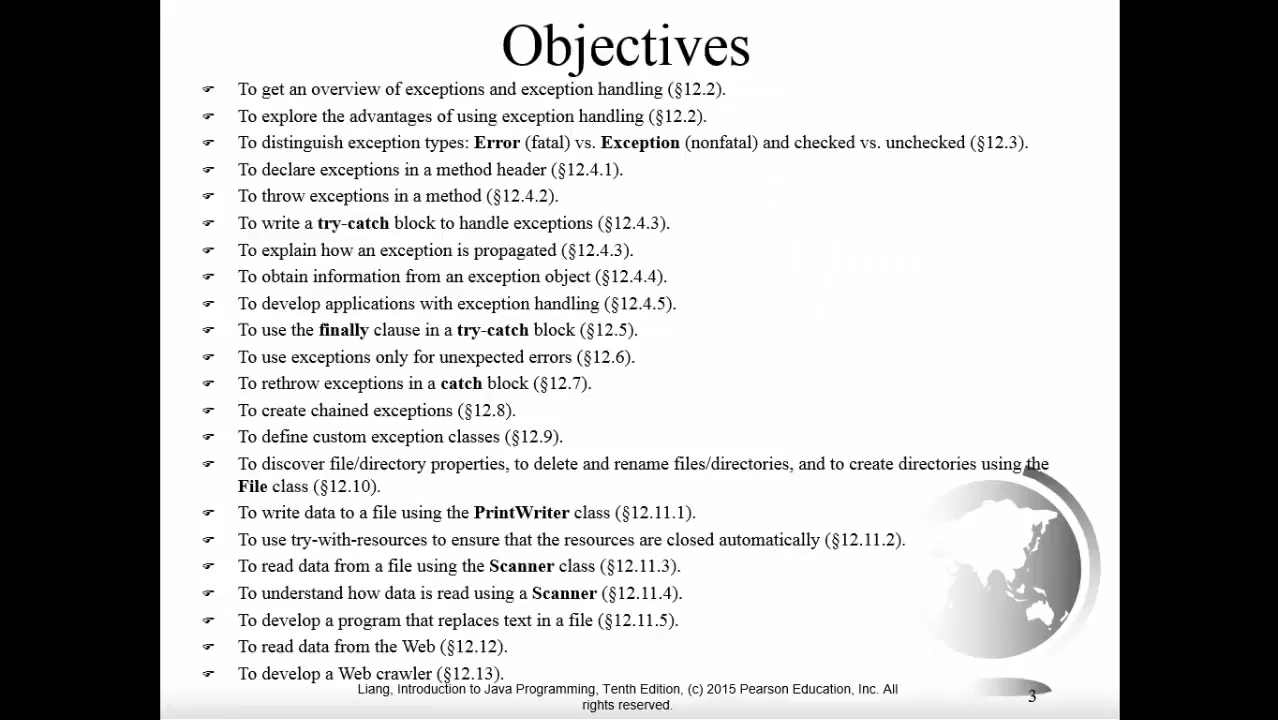 Objectives
To get an overview of exceptions and exception handling (§12.2).
To explore the advantages of using exception handling (§12.2).
To distinguish exception types: Error (fatal) vs. Exception (nonfatal) and checked vs. unchecked (§12.3).
To declare exceptions in a method header (§12.4.1).
To throw exceptions in a method (§12.4.2).
To write a try-catch block to handle exceptions (§12.4.3).
To explain how an exception is propagated (§12.4.3).
To obtain information from an exception object (§12.4.4).
To develop applications with exception handling (§12.4.5).
To use the finally clause in a try-catch block (§12.5).
To use exceptions only for unexpected errors (§12.6).
To rethrow exceptions in a catch block (§12.7).
To create chained exceptions (§12.8).
To define custom exception classes (§12.9).
To discover file/directory properties, to delete and rename files/directories, and to create directories using the
File class (§12.10).
To write data to a file using the PrintWriter class (§12.11.1).
To use try-with-resources to ensure that the resources are closed automatically (§12.11.2).
To read data from a file using the Scanner class (§12.11.3).
To understand how data is read using a Scanner (§12.11.4).
To develop a program that replaces text in a file (§12.11.5).
To read data from the Web (§12.12).
To develop a Web crawler (§12.13).
Liang, Introduction to Java Programming, Tenth Edition, (c) 2015 Pearson Education, Inc. All
rights reserved.
3